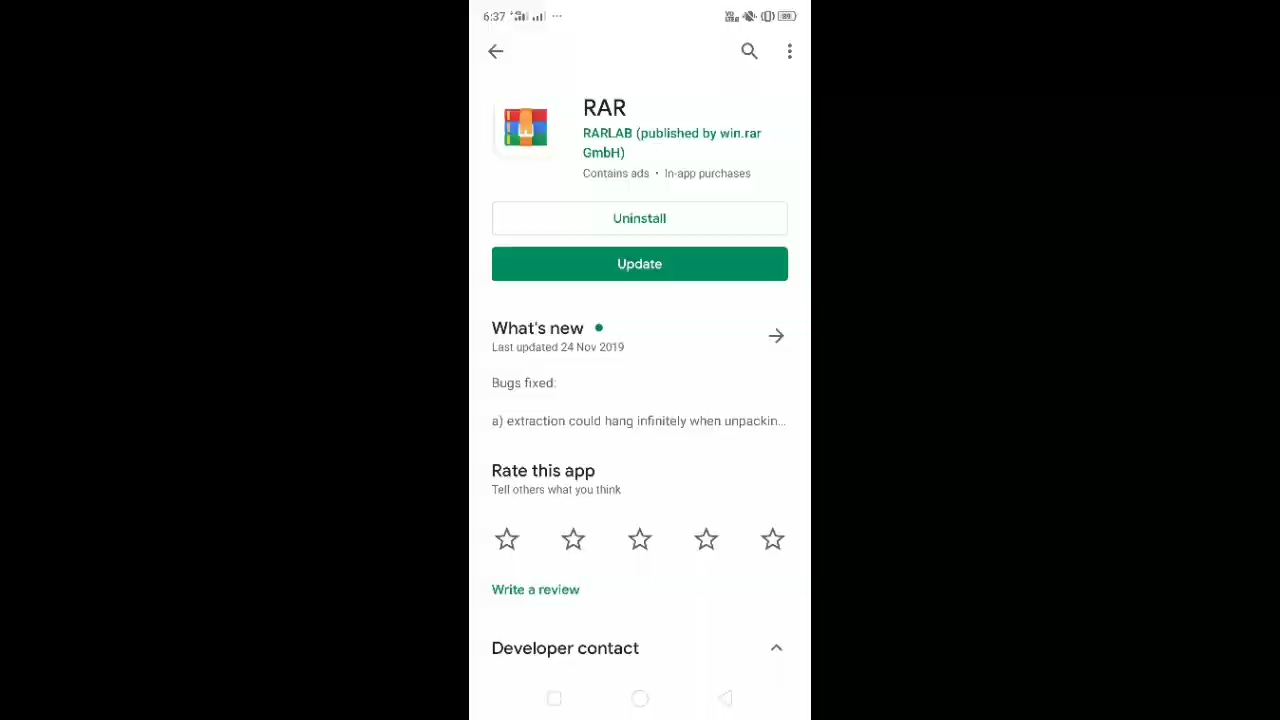 6:37
89
RAR
RARLAB (published by win.rar
GmbH)
Contains ads • In-app purchases
Uninstall
Update
What's new
Last updated 24 Nov 2019
Bugs fixed:
a) extraction could hang infinitely when unpackin...
Rate this app
Tell others what you think
Write a review
Developer contact